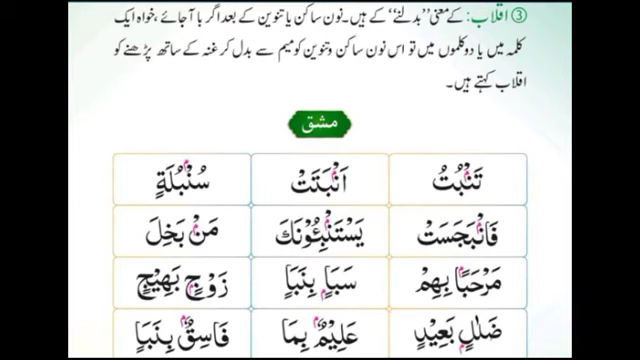 ③ اقلاب: کے معنی ”بدلنے“ کے ہیں۔ نون ساکن یا تنوین کے بعد اگر با آجائے، خواہ ایک
کلمہ میں یا دو کلموں میں تو اس نون ساکن و تنوین کو میم سے بدل کر غنہ کے ساتھ پڑھنے کو
اقلاب کہتے ہیں۔
مشق
تَنْۢبُتُ اَنْۢبَتَتْ سُنْۢبُلَةٍ
فَانْۢبَجَسَتْ يَسْتَنْۢبِئُوْنَكَ مَنْۢ بَخِلَ
مَرْحَبًاۢ بِهِمْ سَبَاٍۢ بِنَبَاٍ زَوْجٍۢ بَهِيْجٍ
ضَلٰلٍۢ بَعِيْدٍ عَلِيْمٌۢ بِمَا فَاسِقٌۢ بِنَبَاٍ